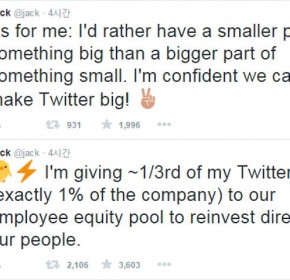 ck @jack · 4시간
s for me: I'd rather have a smaller p
omething big than a bigger part of
omething small. I'm confident we ca
make Twitter big! ✌
931 1,996
ck @jack · 4시간
⚡ I'm giving ~1/3rd of my Twitter
exactly 1% of the company) to our
mployee equity pool to reinvest dire
ur people.
2,106 3,603